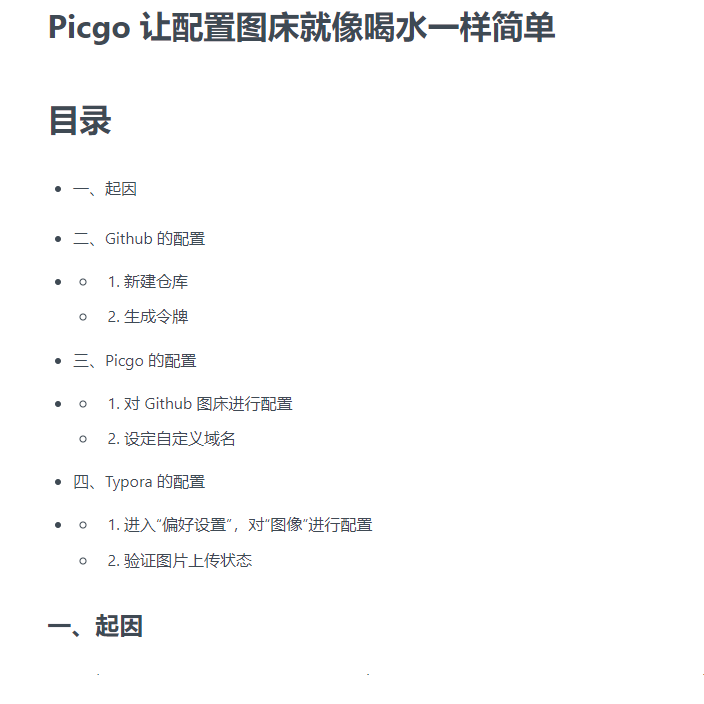 Picgo 让配置图床就像喝水一样简单
目录
一、起因
二、Github 的配置
1. 新建仓库
2. 生成令牌
三、Picgo 的配置
1. 对 Github 图床进行配置
2. 设定自定义域名
四、Typora 的配置
1. 进入“偏好设置”，对“图像”进行配置
2. 验证图片上传状态
一、起因